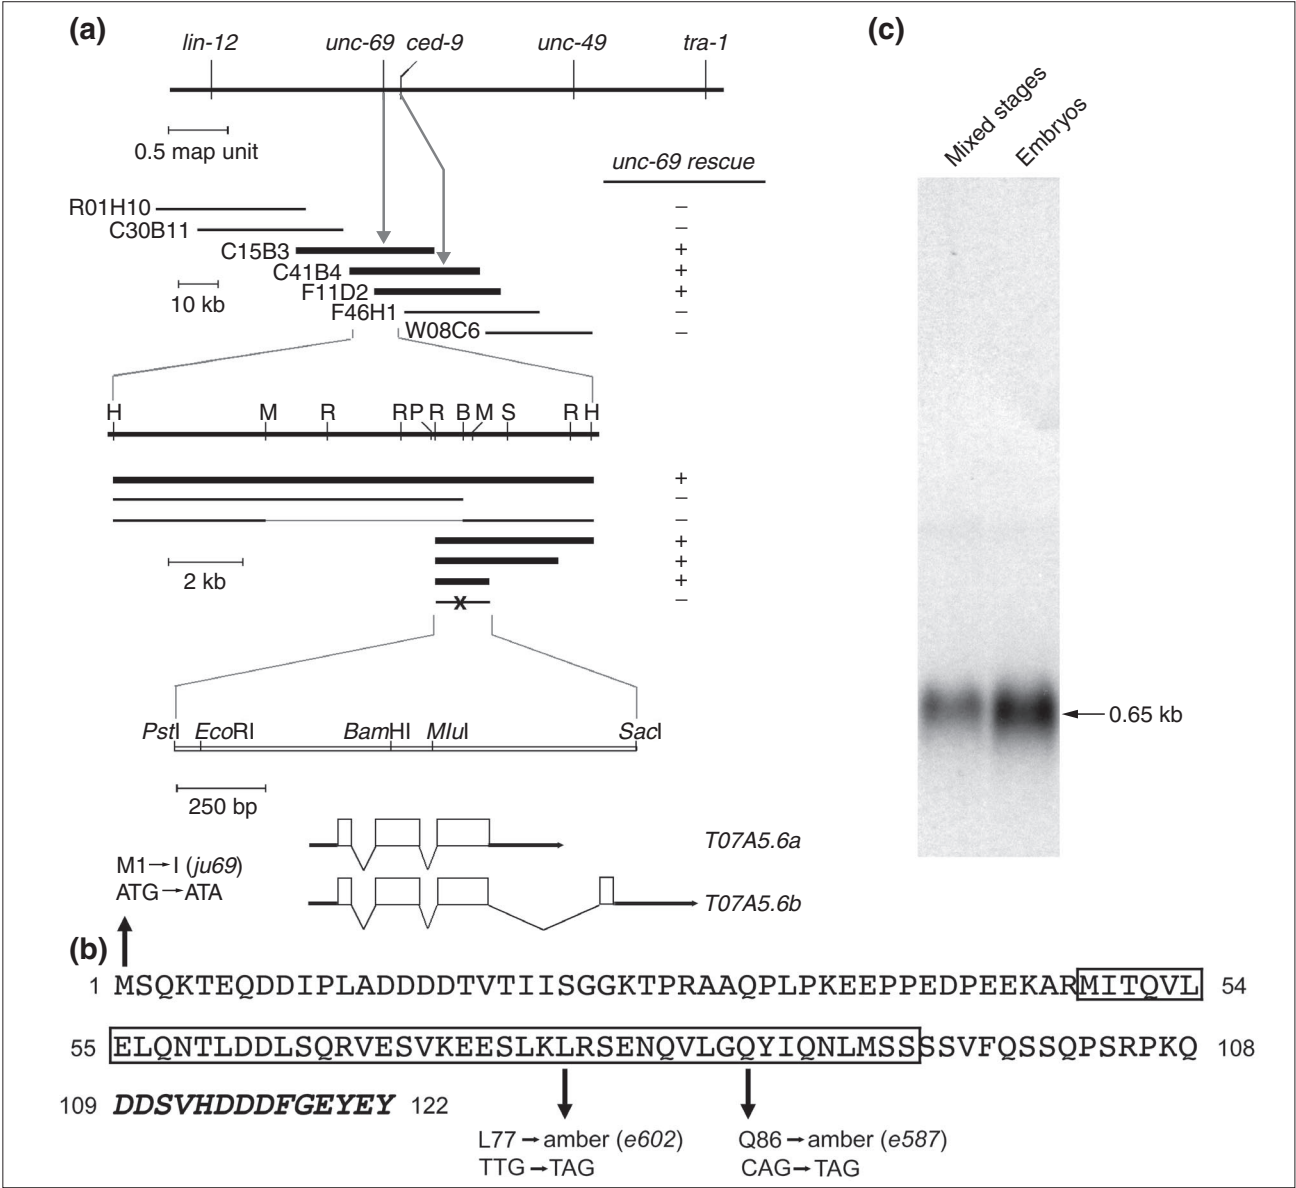 (a)
lin-12 unc-69 ced-9 unc-49 tra-1
0.5 map unit
unc-69 rescue
R01H10 –
C30B11 –
C15B3 +
C41B4 +
10 kb
F11D2 +
F46H1 –
W08C6 –
H M R R P R B M S R H
+
–
–
+
+
2 kb
+
x –
PstI EcoRI BamHI MluI SacI
250 bp
T07A5.6a
M1→I (ju69)
ATG→ATA
T07A5.6b
(b)
1 MSQKTEQDDIPLADDDDTVTIISGGKTPRAAQPLPKEEPPEDPEEKARMITQVL 54
55 ELQNTLDDLSQRVESVKEESLKLRSENQVLGQYIQNLMSSSSVFQSSQPSRPKQ 108
109 DDSVHDDDFGEYEY 122
L77→amber (e602)
TTG→TAG
Q86→amber (e587)
CAG→TAG
(c)
Mixed stages
Embryos
0.65 kb